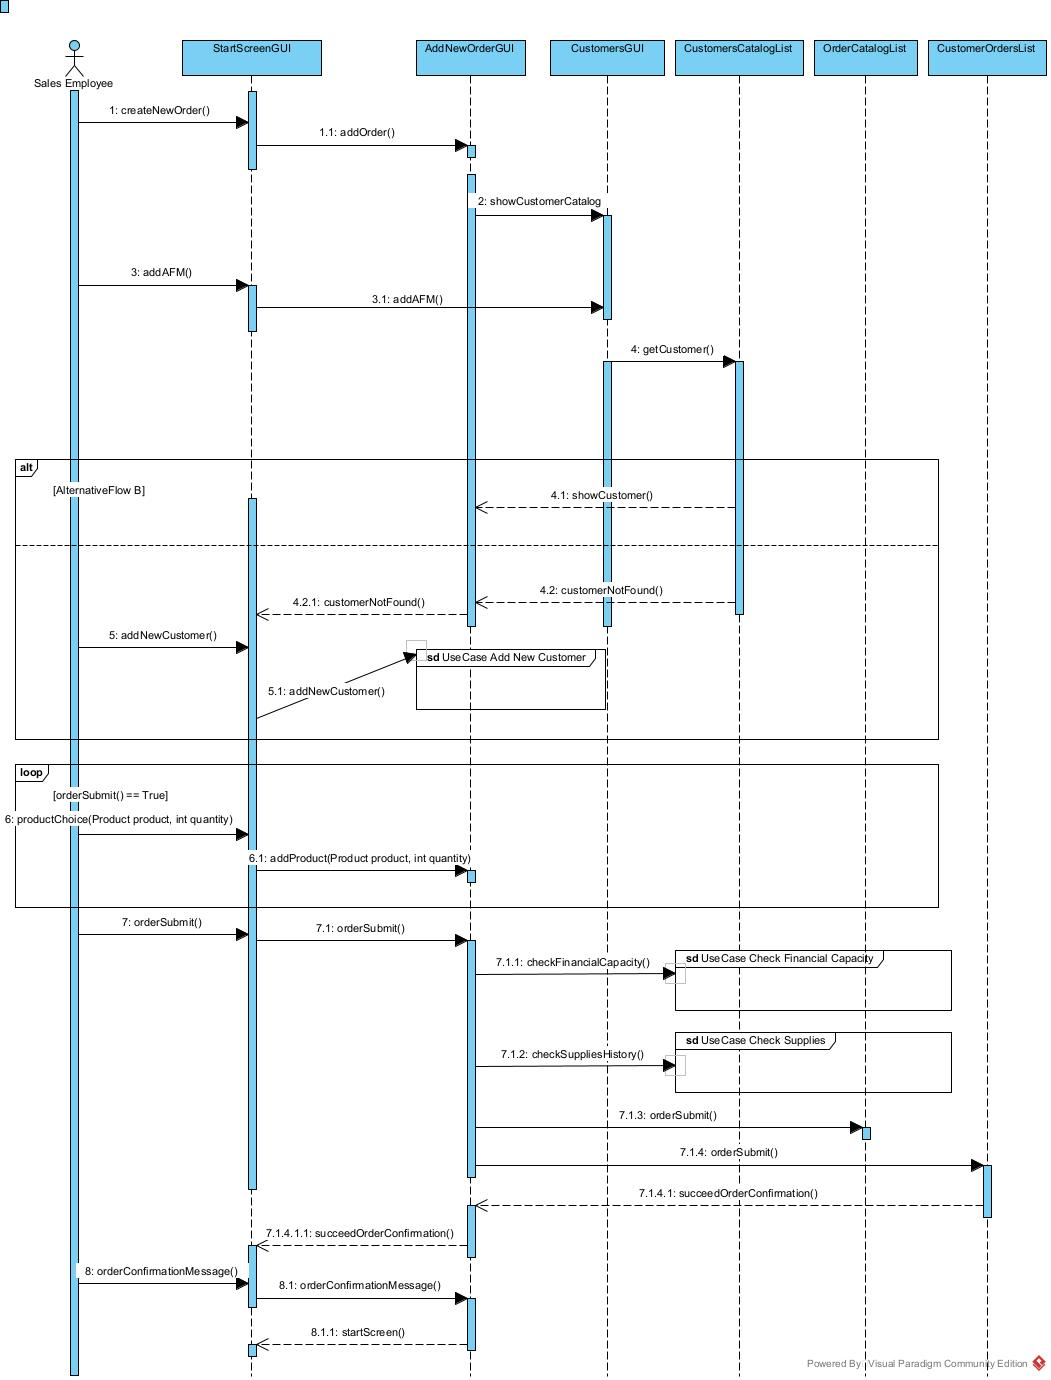 StartScreenGUI
AddNewOrderGUI
CustomersGUI
CustomersCatalogList
OrderCatalogList
CustomerOrdersList
Sales Employee
1: createNewOrder()
1.1: addOrder()
2: showCustomerCatalog
3: addAFM()
3.1: addAFM()
4: getCustomer()
alt
[AlternativeFlow B]
4.1: showCustomer()
4.2: customerNotFound()
4.2.1: customerNotFound()
5: addNewCustomer()
sd UseCase Add New Customer
5.1: addNewCustomer()
loop
[orderSubmit() == True]
6: productChoice(Product product, int quantity)
6.1: addProduct(Product product, int quantity)
7: orderSubmit()
7.1: orderSubmit()
sd UseCase Check Financial Capacity
7.1.1: checkFinancialCapacity()
sd UseCase Check Supplies
7.1.2: checkSuppliesHistory()
7.1.3: orderSubmit()
7.1.4: orderSubmit()
7.1.4.1: succeedOrderConfirmation()
7.1.4.1.1: succeedOrderConfirmation()
8: orderConfirmationMessage()
8.1: orderConfirmationMessage()
8.1.1: startScreen()
Powered By Visual Paradigm Community Edition